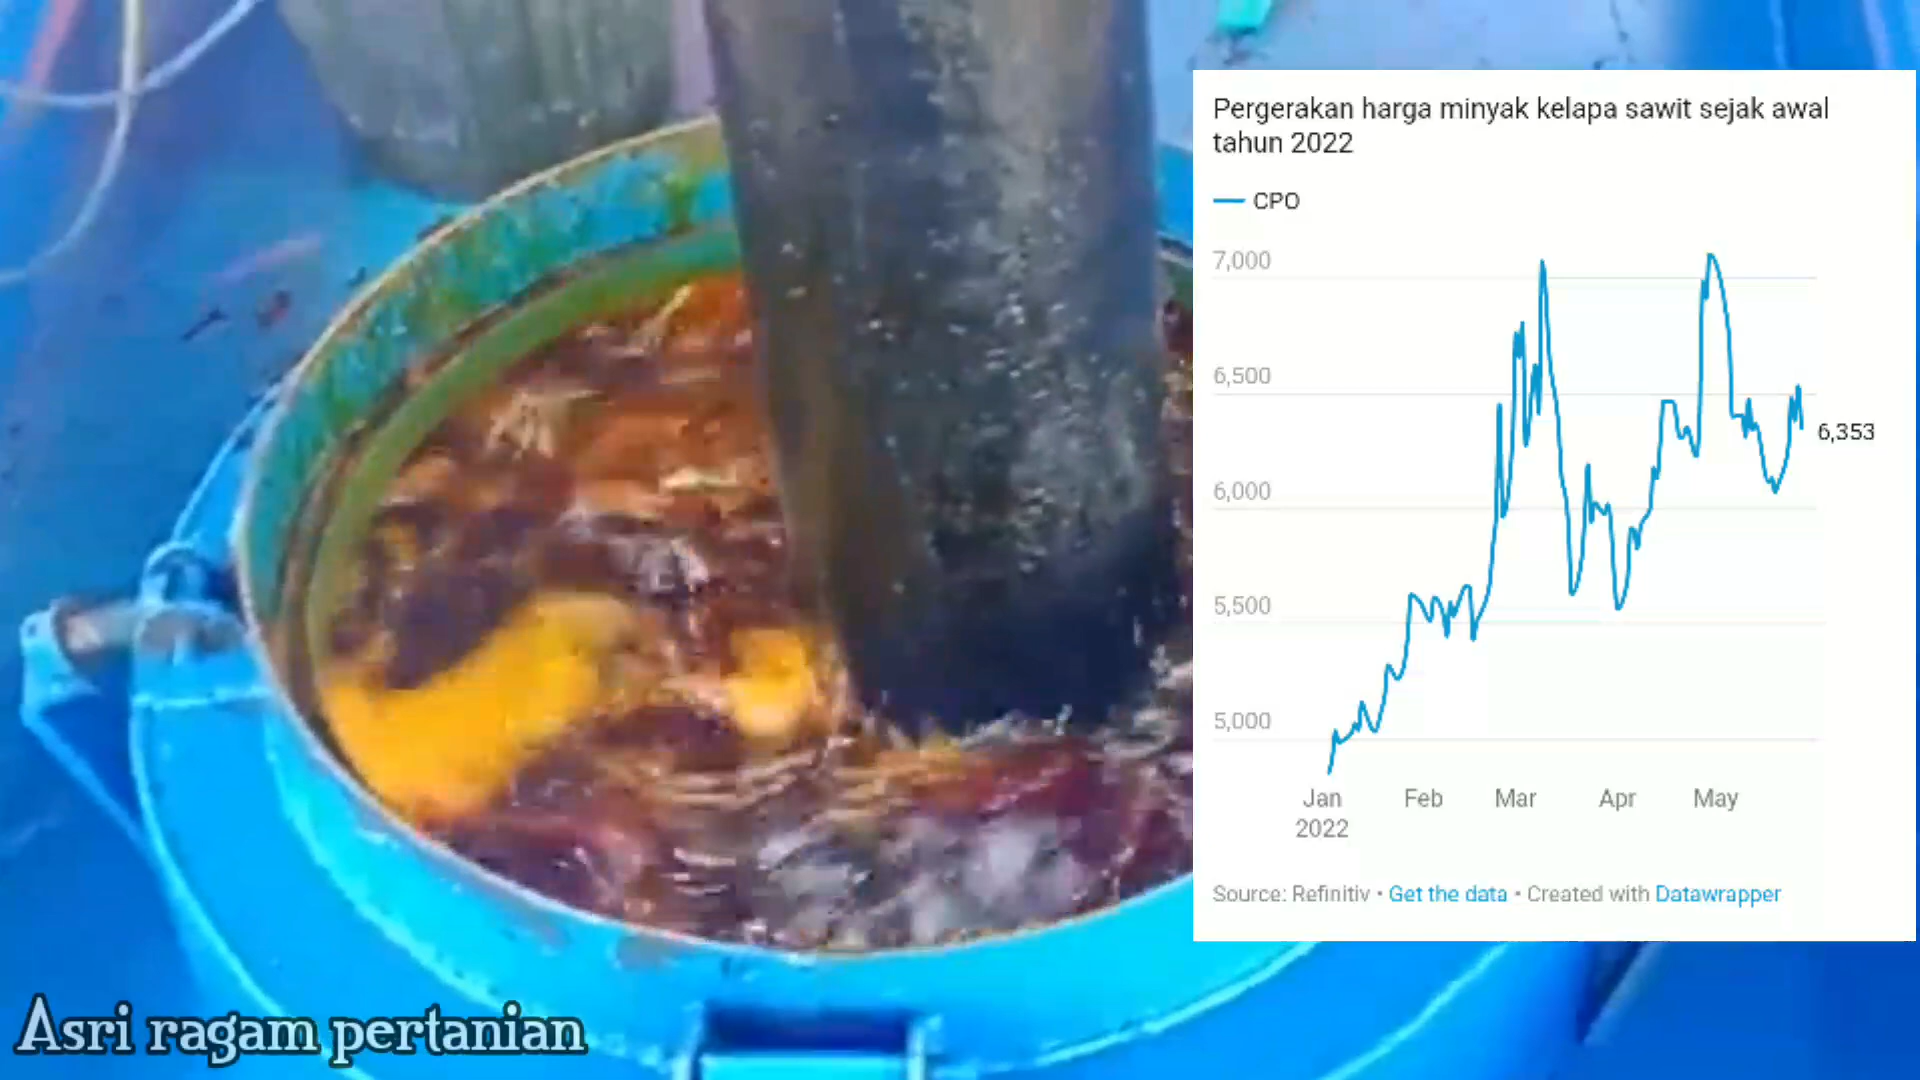 Pergerakan harga minyak kelapa sawit sejak awal
tahun 2022
CPO
7,000
6,500
6,353
6,000
5,500
5,000
Jan Feb Mar Apr May
2022
Source: Refinitiv • Get the data • Created with Datawrapper
Asri ragam pertanian